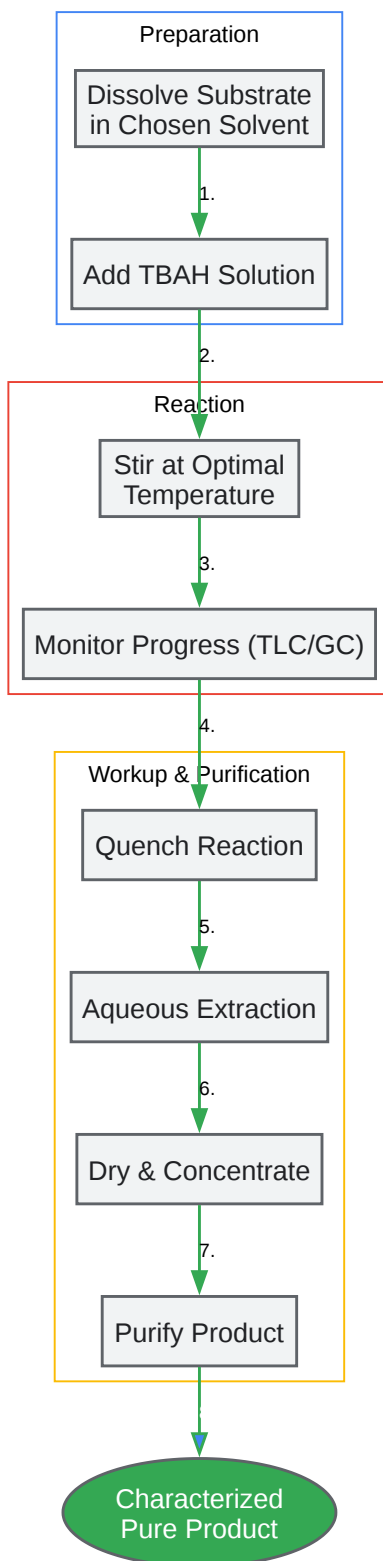 Preparation
Dissolve Substrate
in Chosen Solvent
1.
Add TBAH Solution
2.
Reaction
Stir at Optimal
Temperature
3.
Monitor Progress (TLC/GC)
4.
Workup & Purification
Quench Reaction
5.
Aqueous Extraction
6.
Dry & Concentrate
7.
Purify Product
Characterized
Pure Product